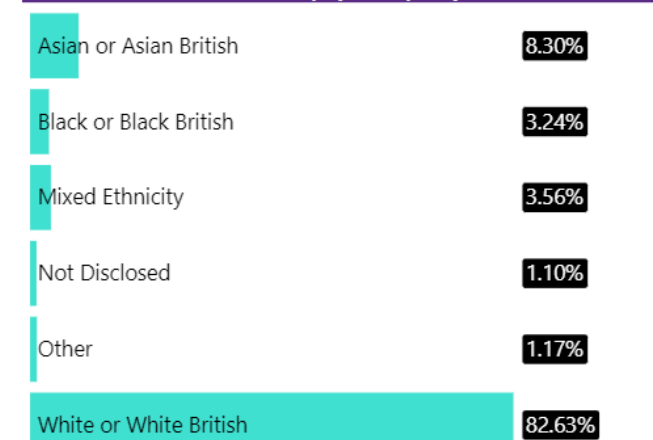 Asian or Asian British 8.30%
Black or Black British 3.24%
Mixed Ethnicity 3.56%
Not Disclosed 1.10%
Other 1.17%
White or White British 82.63%